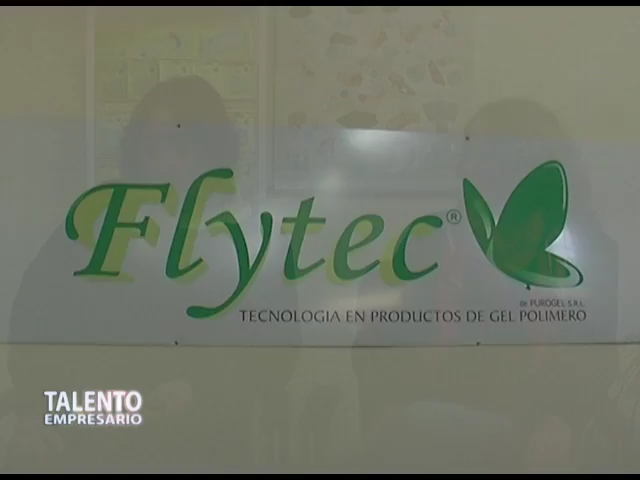 Flytec®
DE PUROGEL S.R.L.
TECNOLOGIA EN PRODUCTOS DE GEL POLIMERO
TALENTO
EMPRESARIO